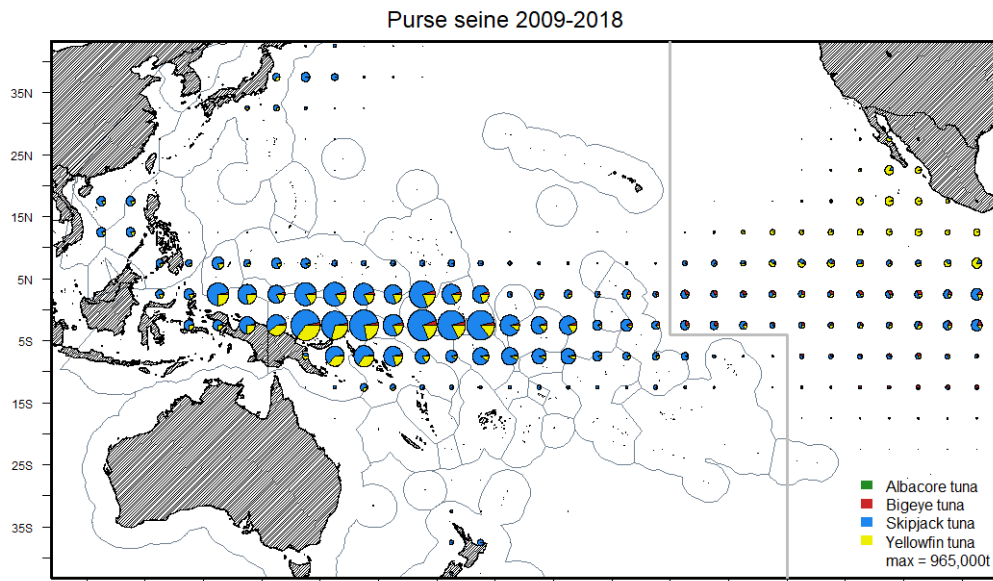 Purse seine 2009-2018
35N
25N
15N
5N
5S
15S
25S
35S
Albacore tuna
Bigeye tuna
Skipjack tuna
Yellowfin tuna
max = 965,000t